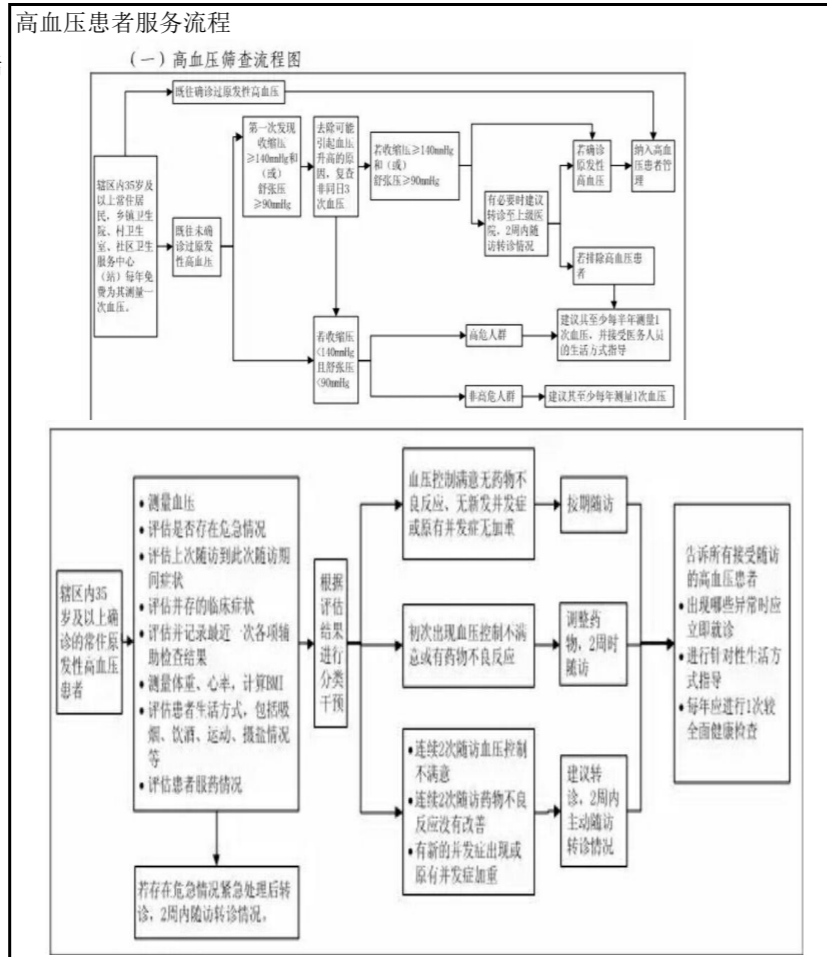 高血压患者服务流程
(一)高血压筛查流程图
既往确诊过原发性高血压
辖区内35岁及
以上常住居
民,乡镇卫生
院、村卫生
室、社区卫生
服务中心
(站)每年免
费为其测量一
次血压。
既往未确
诊过原发
性高血压
第一次发现
收缩压
≥140mmHg和
(或)
舒张压
≥90mmHg
去除可能
引起血压
升高的原
因,复查
非同日3
次血压
若收缩压≥140mmHg
和(或)
舒张压≥90mmHg
若确诊
原发性
高血压
纳入高血
压患者管
理
有必要时建议
转诊至上级医
院,2周内随
访转诊情况
若排除高血压患
者
若收缩压
<140mmHg
且舒张压
<90mmHg
高危人群
建议其至少每半年测量1
次血压,并接受医务人员
的生活方式指导
非高危人群
建议其至少每年测量1次血压
辖区内35
岁及以上确
诊的常住原
发性高血压
患者
• 测量血压
• 评估是否存在危急情况
• 评估上次随访到此次随访期
间症状
• 评估并存的临床症状
• 评估并记录最近一次各项辅
助检查结果
• 测量体重、心率,计算BMI
• 评估患者生活方式,包括吸
烟、饮酒、运动、摄盐情况
等
• 评估患者服药情况
若存在危急情况紧急处理后转
诊,2周内随访转诊情况。
根据
评估
结果
进行
分类
干预
血压控制满意无药物不
良反应、无新发并发症
或原有并发症无加重
按期随访
初次出现血压控制不满
意或有药物不良反应
调整药
物,2周时
随访
• 连续2次随访血压控制
不满意
• 连续2次随访药物不良
反应没有改善
• 有新的并发症出现或
原有并发症加重
建议转
诊,2周内
主动随访
转诊情况
告诉所有接受随访
的高血压患者
• 出现哪些异常时应
立即就诊
• 进行针对性生活方
式指导
• 每年应进行1次较
全面健康检查